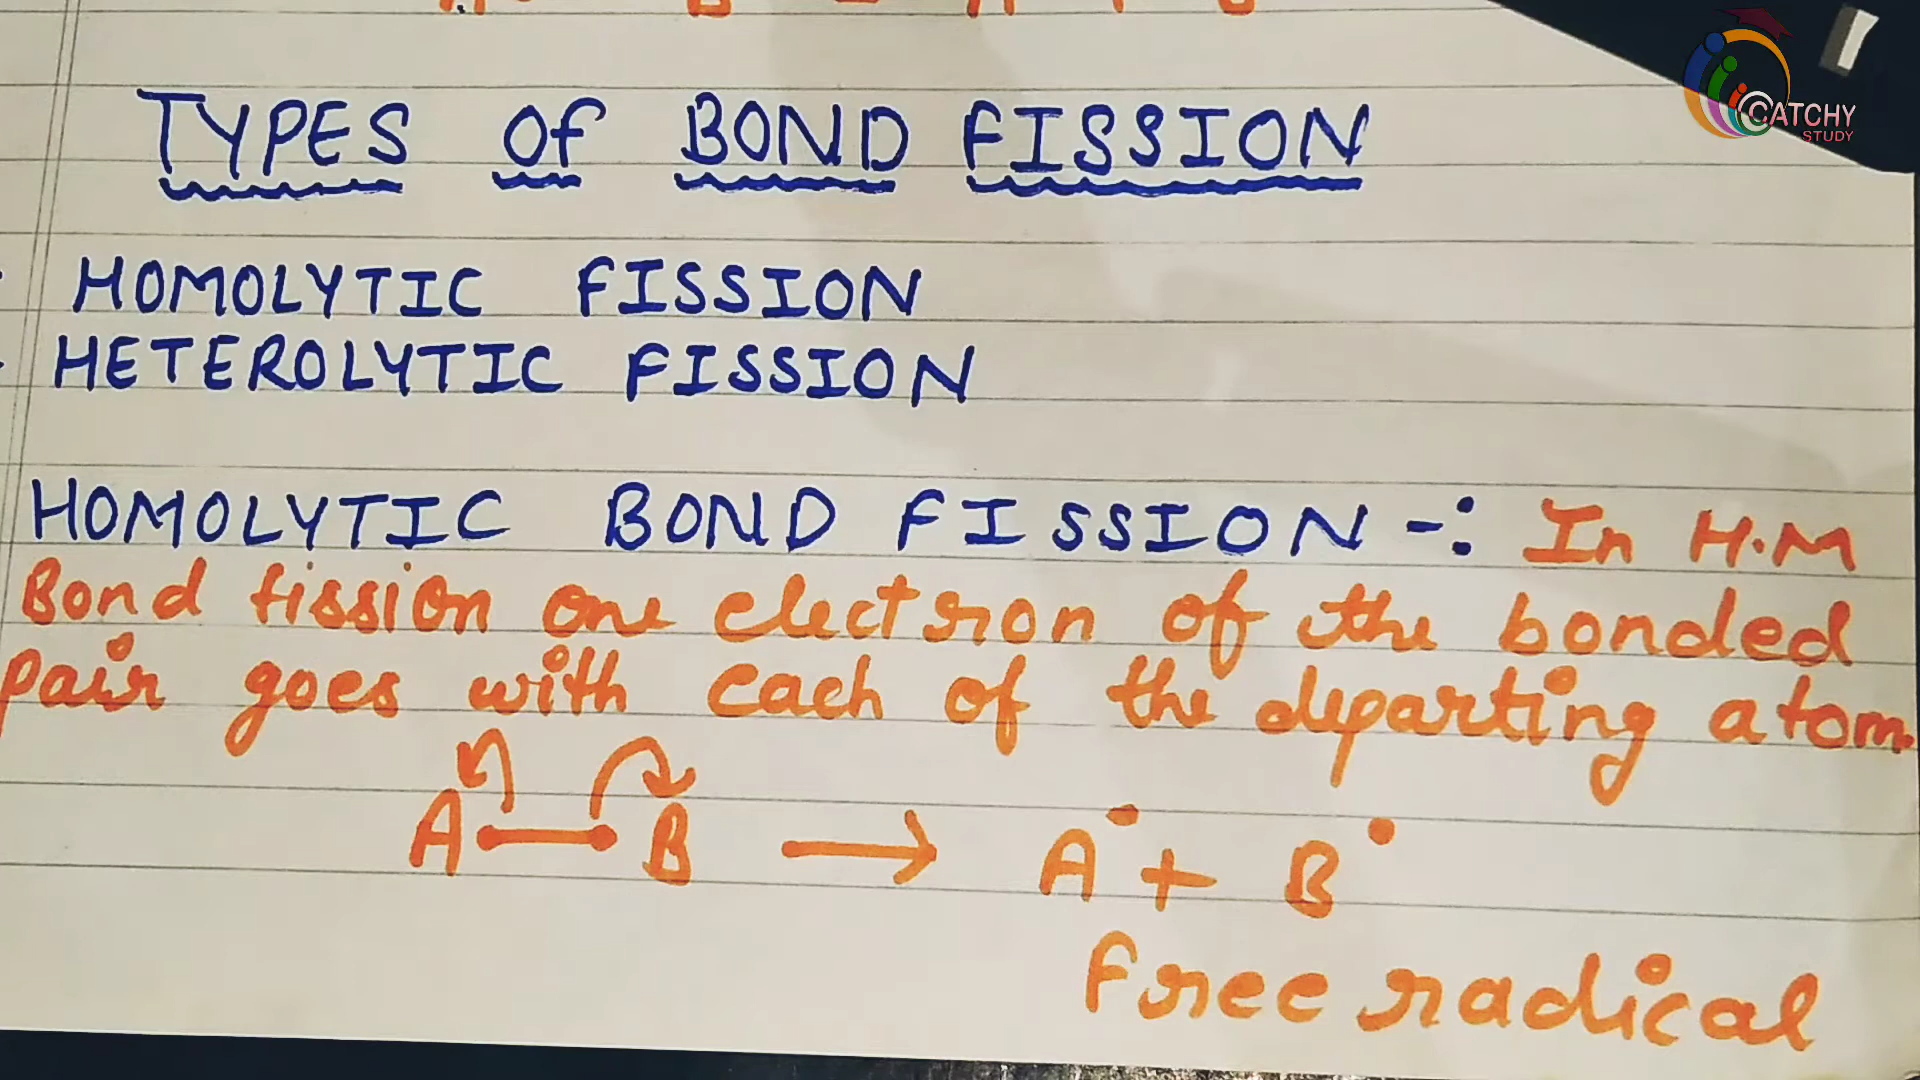 CATCHY
STUDY
TYPES Of BOND FISSION
HOMOLYTIC FISSION
HETEROLYTIC FISSION
HOMOLYTIC BOND FISSION -: In H.M
Bond fission one electron of the bonded
pair goes with each of the departing atom.
A — B → A• + B•
free radical